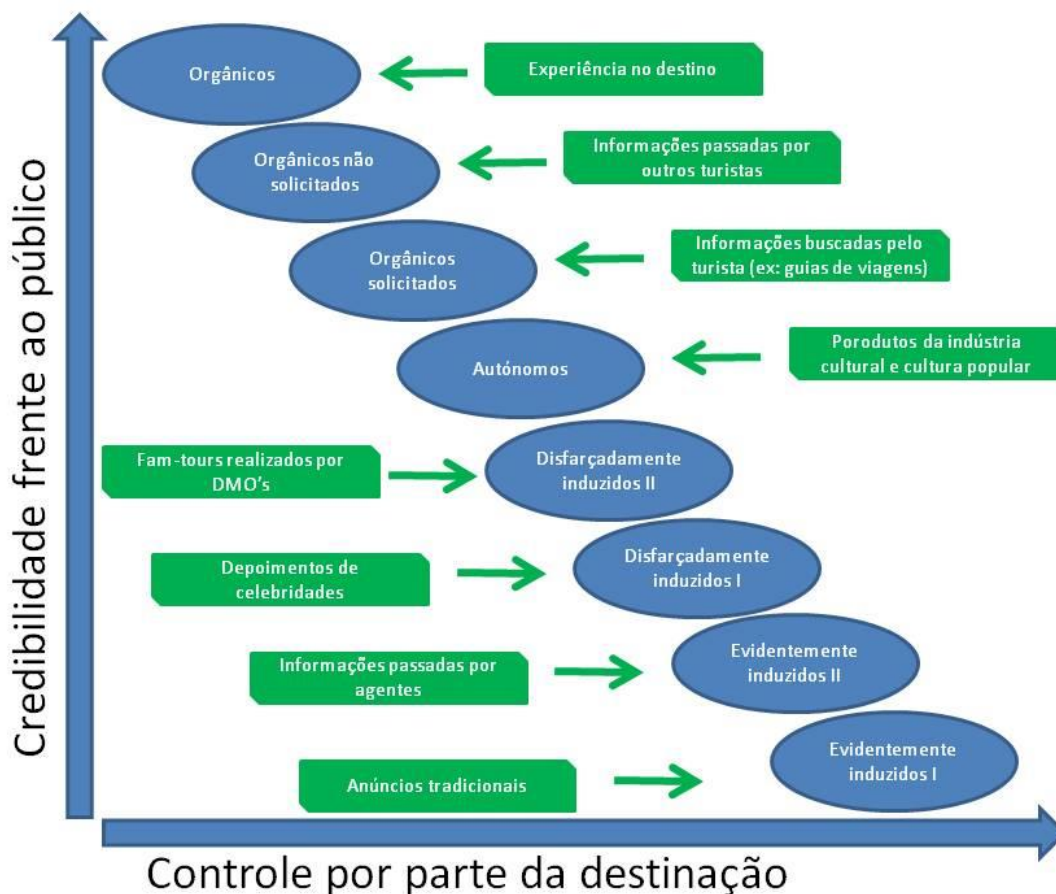 Credibilidade frente ao público
Orgânicos
Experiência no destino
Orgânicos não
solicitados
Informações passadas por
outros turistas
Orgânicos
solicitados
Informações buscadas pelo
turista (ex: guias de viagens)
Autónomos
Porodutos da indústria
cultural e cultura popular
Fam-tours realizados por
DMO's
Disfarçadamente
induzidos II
Depoimentos de
celebridades
Disfarçadamente
induzidos I
Informações passadas por
agentes
Evidentemente
induzidos II
Anúncios tradicionais
Evidentemente
induzidos I
Controle por parte da destinação